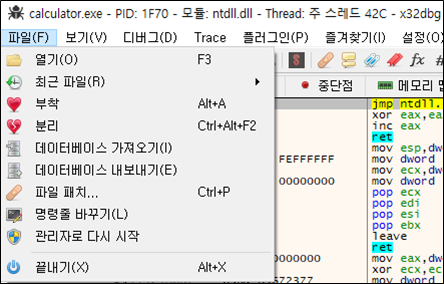 calculator.exe - PID: 1F70 - 모듈: ntdll.dll - Thread: 주 스레드 42C - x32dbg
파일(F) 보기(V) 디버그(D) Trace 플러그인(P) 즐겨찾기(I) 설정(O)
열기(O) F3
최근 파일(R)
부착 Alt+A
분리 Ctrl+Alt+F2
데이터베이스 가져오기(I)
데이터베이스 내보내기(E)
파일 패치... Ctrl+P
명령줄 바꾸기(L)
관리자로 다시 시작
끝내기(X) Alt+X
중단점 메모리 맵
jmp ntdll.
xor eax,ea
inc eax
ret
mov esp,dw
FEFFFFFF mov dword
mov ecx,dw
00000000 mov dword
pop ecx
pop edi
pop esi
pop ebx
leave
ret
00000000 mov eax,dw
xor ecx,ec
72377 mov dword